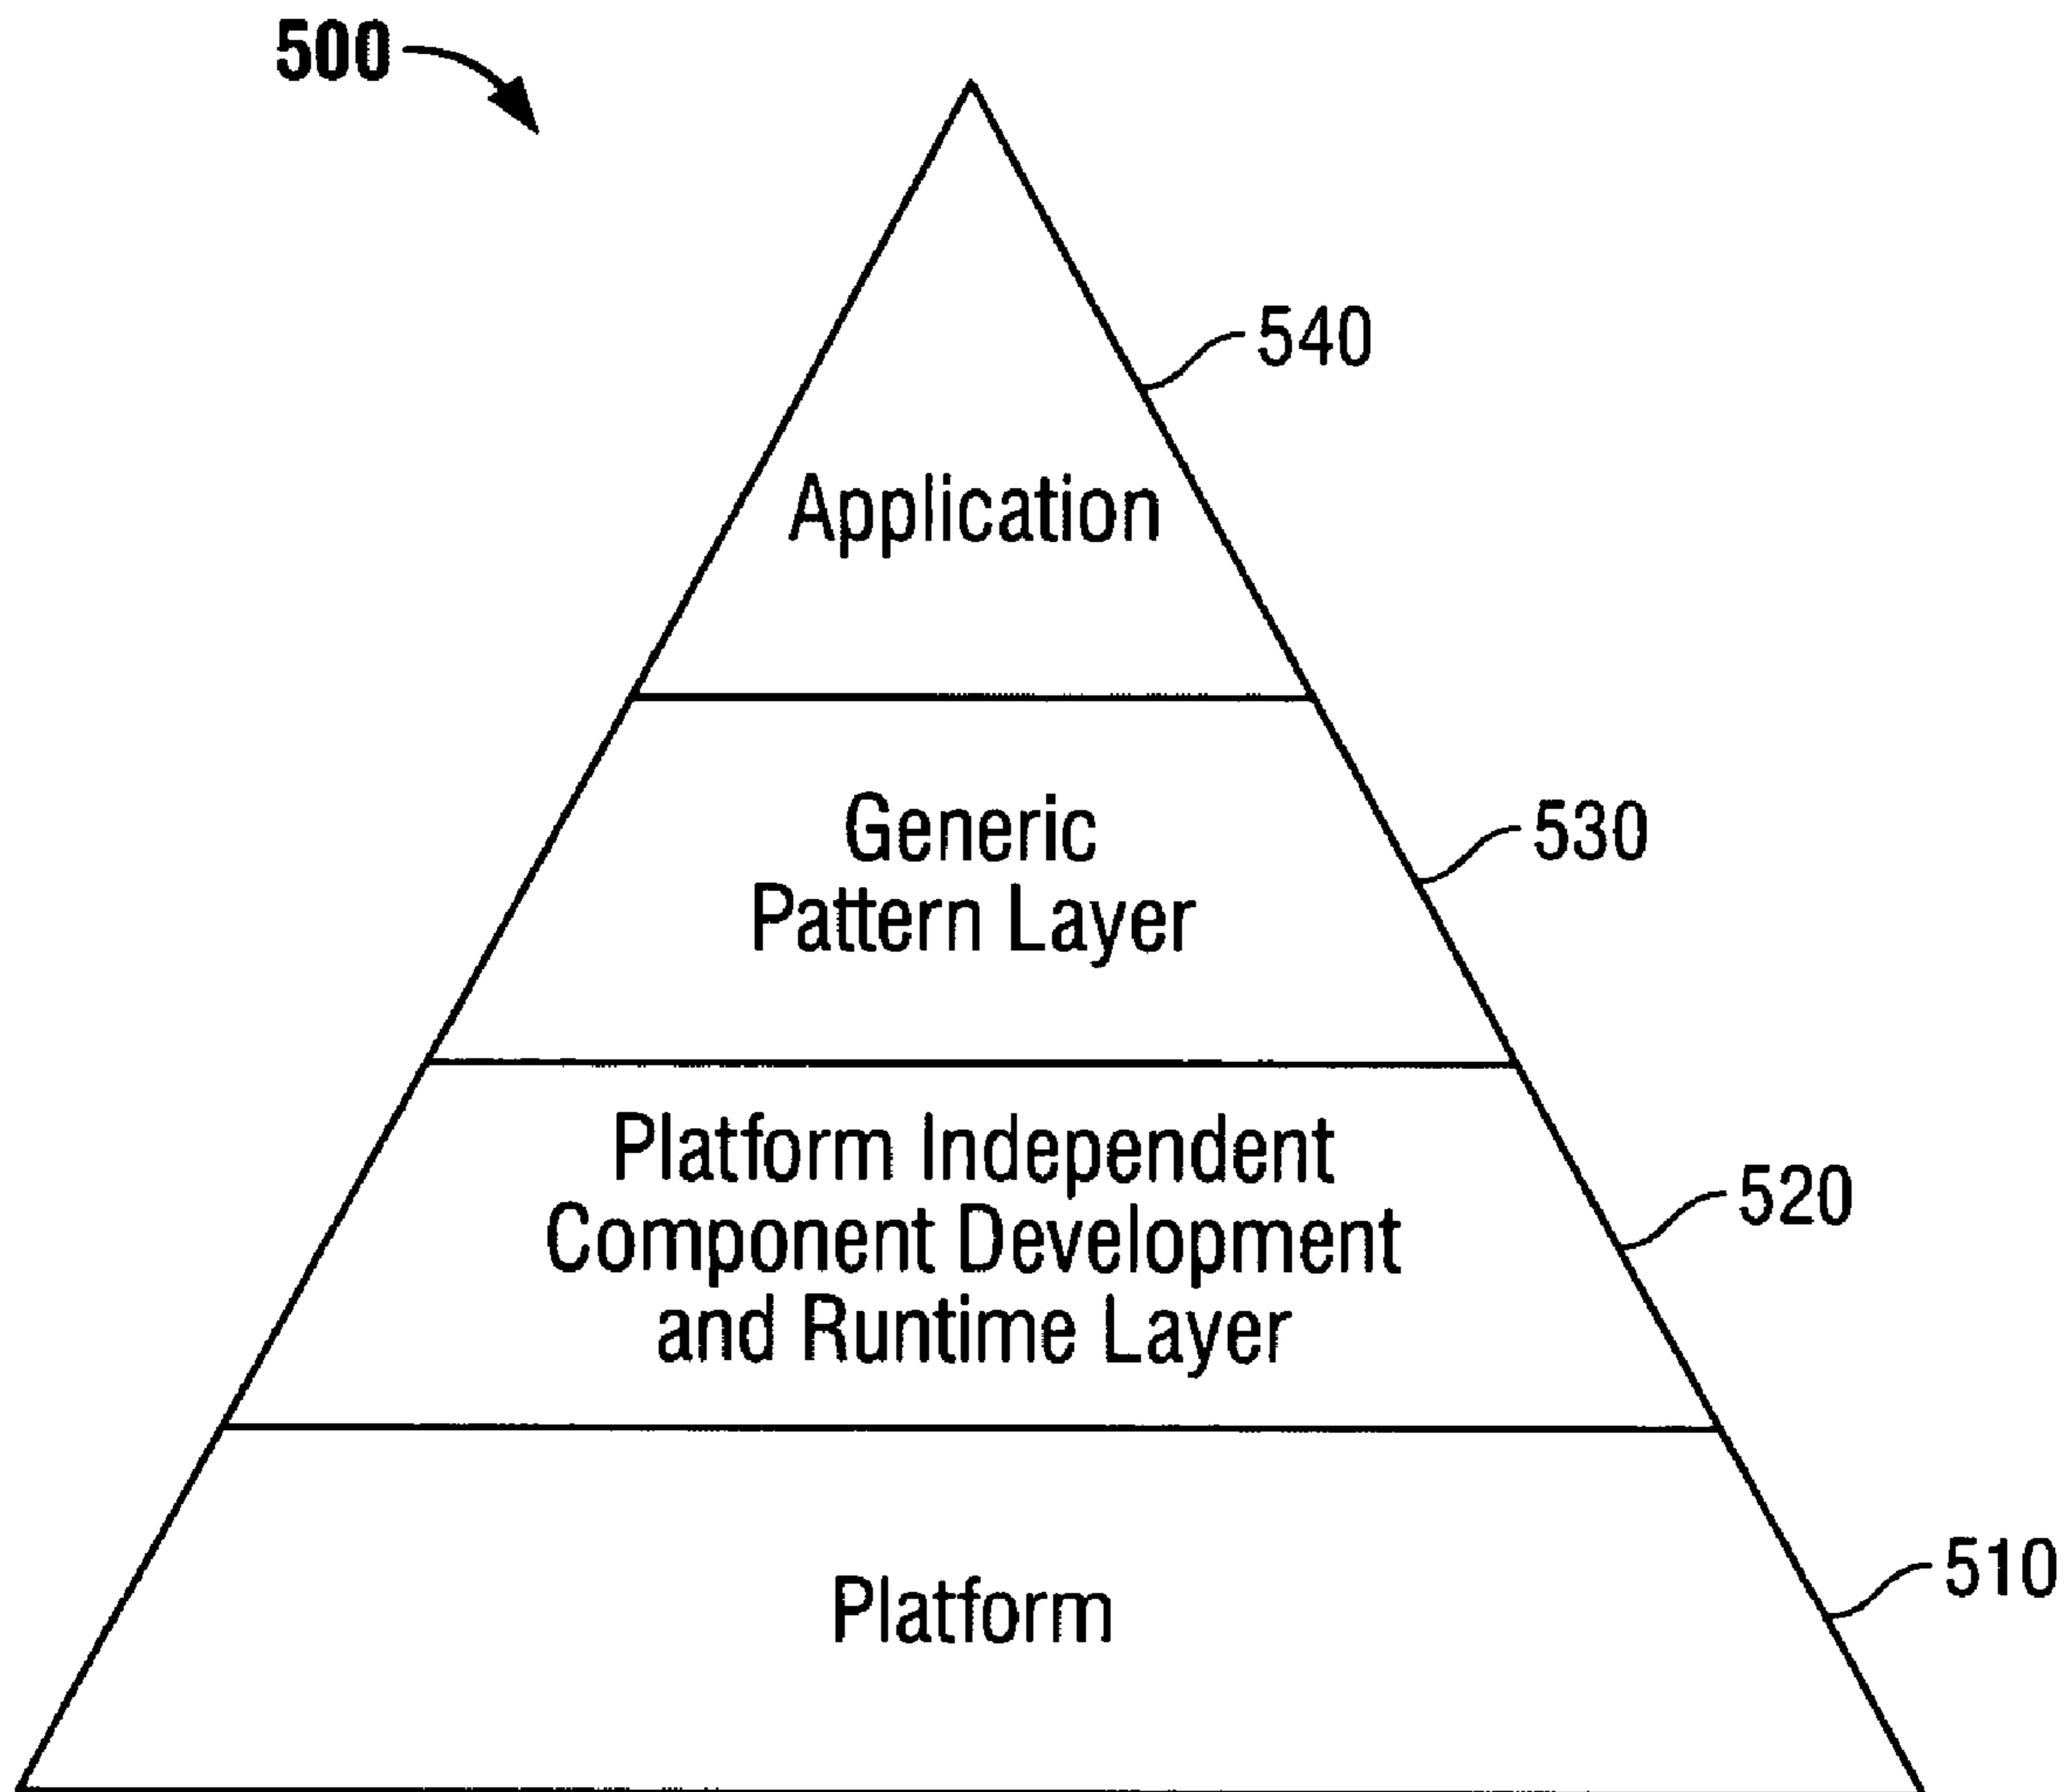 500
540
Application
Generic
530
Pattern Layer
Platform Independent
520
Component Development
and Runtime Layer
510
Platform